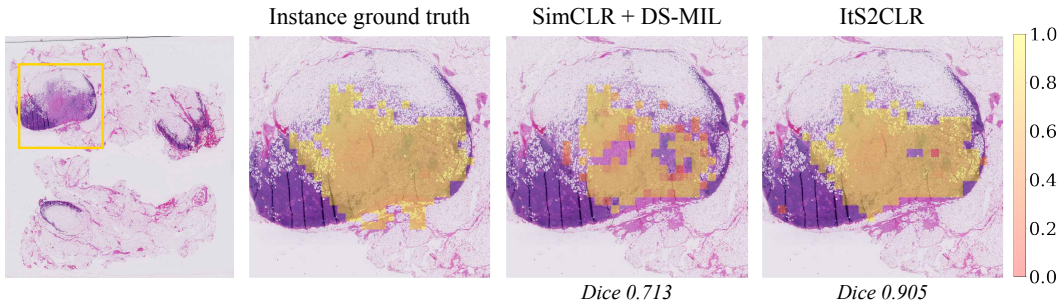 Instance ground truth
SimCLR + DS-MIL
ItS2CLR
1.0
0.8
0.6
0.4
0.2
0.0
Dice 0.713
Dice 0.905